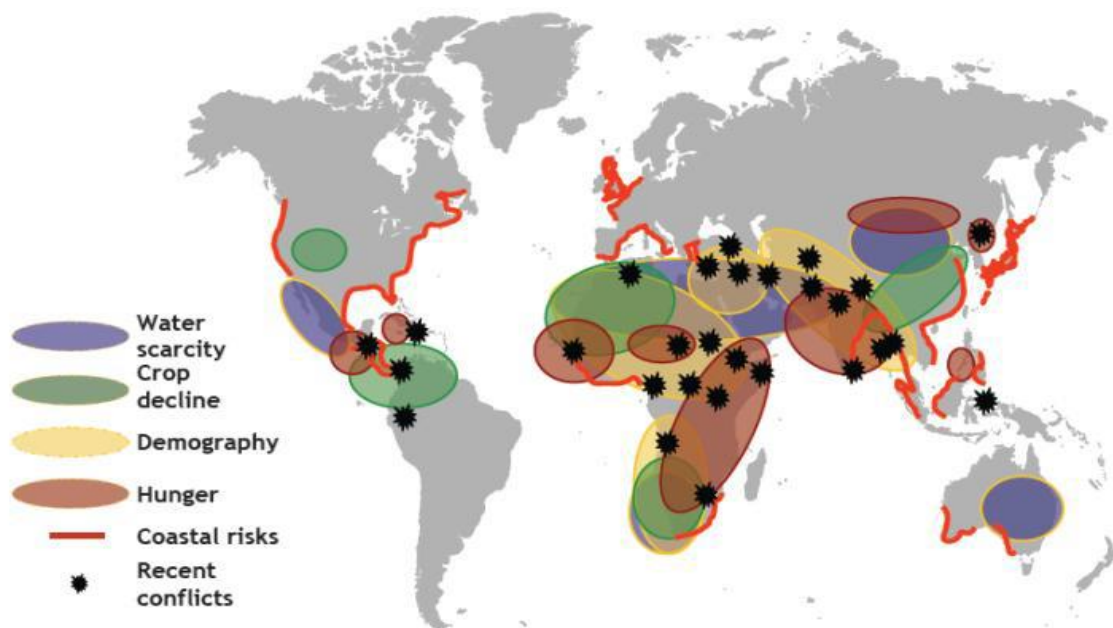 Water
scarcity
Crop
decline
Demography
Hunger
Coastal risks
Recent
conflicts